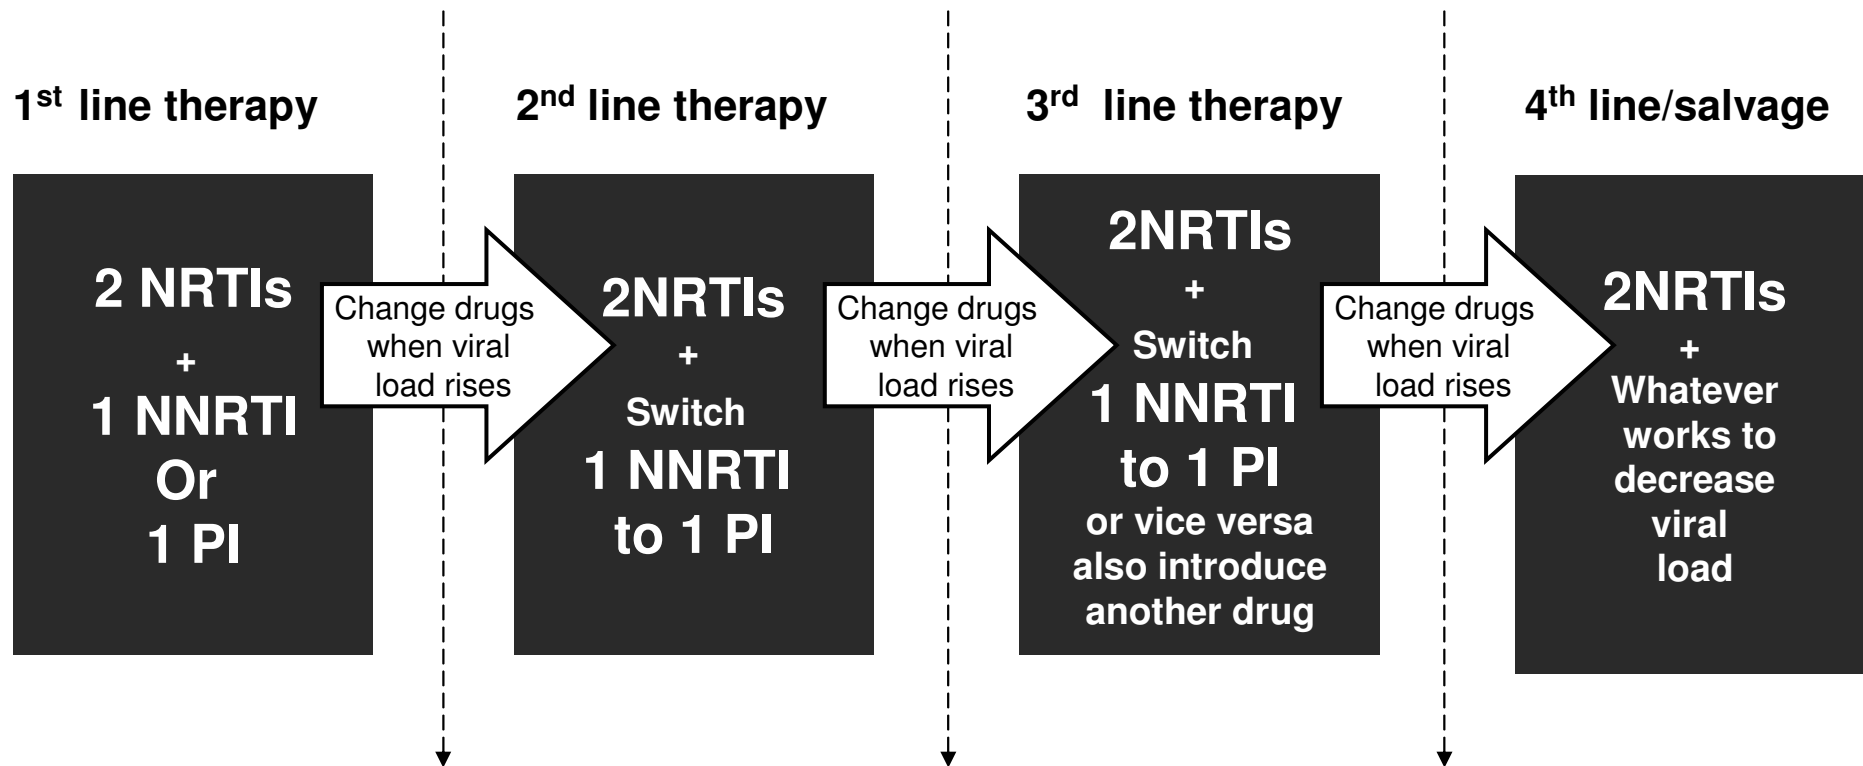 1st line therapy
2 NRTIs
+
1 NNRTI
Or
1 PI
Change drugs
when viral
load rises
2nd line therapy
2NRTIs
+
Switch
1 NNRTI
to 1 PI
Change drugs
when viral
load rises
3rd line therapy
2NRTIs
+
Switch
1 NNRTI
to 1 PI
or vice versa
also introduce
another drug
Change drugs
when viral
load rises
4th line/salvage
2NRTIs
+
Whatever
works to
decrease
viral
load